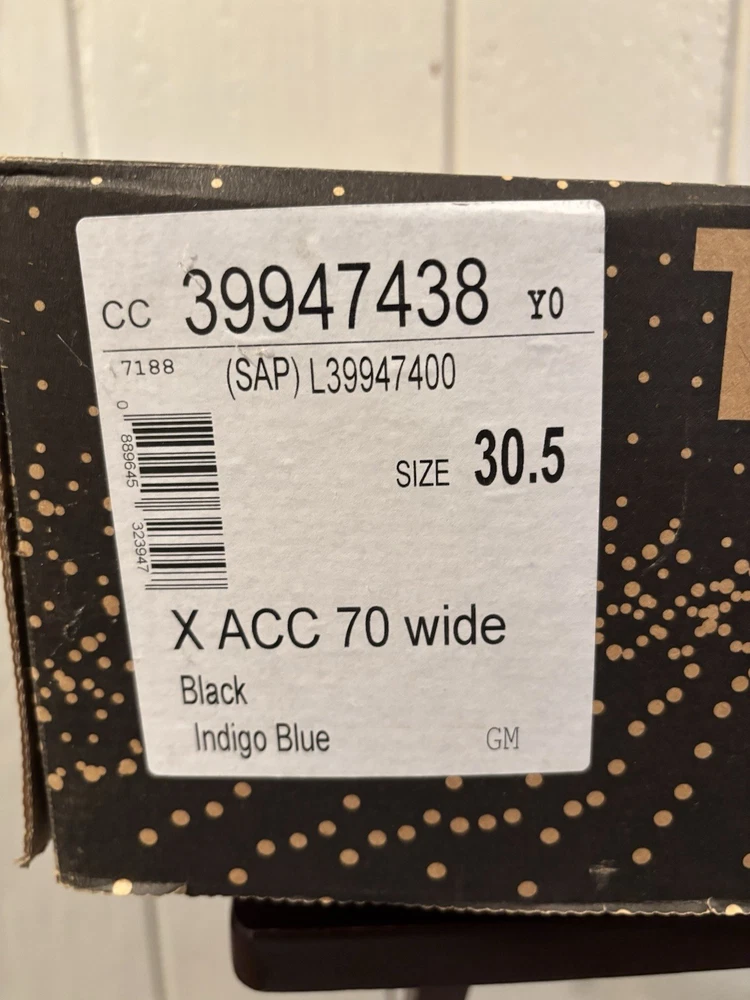 CC 39947438 Y0
7188 (SAP) L39947400
0 889645 323947
SIZE 30.5
X ACC 70 wide
Black
Indigo Blue GM
T